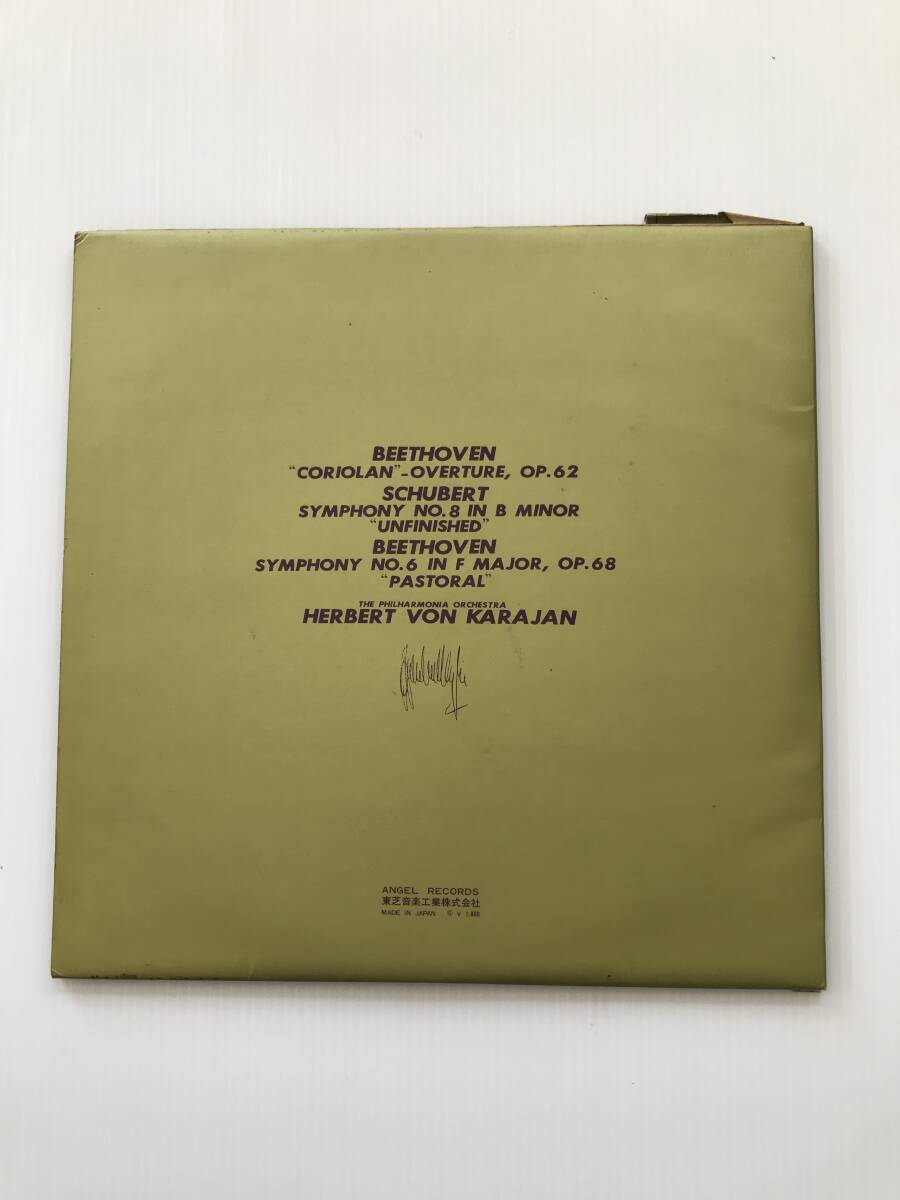 BEETHOVEN
“CORIOLAN”-OVERTURE, OP.62
SCHUBERT
SYMPHONY NO.8 IN B MINOR
“UNFINISHED”
BEETHOVEN
SYMPHONY NO.6 IN F MAJOR, OP.68
“PASTORAL”
THE PHILHARMONIA ORCHESTRA
HERBERT VON KARAJAN
ANGEL RECORDS
東芝音楽工業株式会社
MADE IN JAPAN